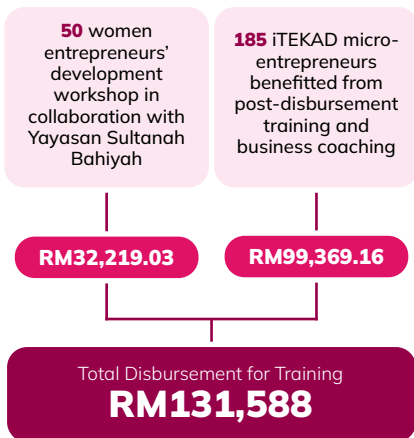 50 women
entrepreneurs’
development
workshop in
collaboration with
Yayasan Sultanah
Bahiyah
185 iTEKAD micro-
entrepreneurs
benefitted from
post-disbursement
training and
business coaching
RM32,219.03
RM99,369.16
Total Disbursement for Training
RM131,588